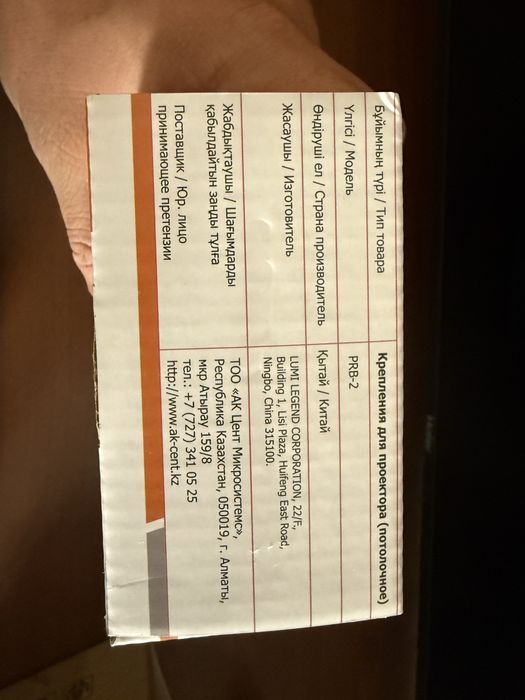 Бұйымның түрі / Тип товара
Крепления для проектора (потолочное)
Үлгісі / Модель
PRB-2
Өндіруші ел / Страна производитель
Қытай / Китай
Жасаушы / Изготовитель
LUMI LEGEND CORPORATION, 22/F.,
Building 1, Lisi Plaza, Huifeng East Road,
Ningbo, China 315100.
Жабдықтаушы / Шағымдарды
қабылдайтын заңды тұлға
Поставщик / Юр. лицо
принимающее претензии
ТОО «АК Цент Микросистемс»,
Республика Казахстан, 050019, г. Алматы,
мкр Атырау 159/8
тел.: +7 (727) 341 05 25
http://www.ak-cent.kz